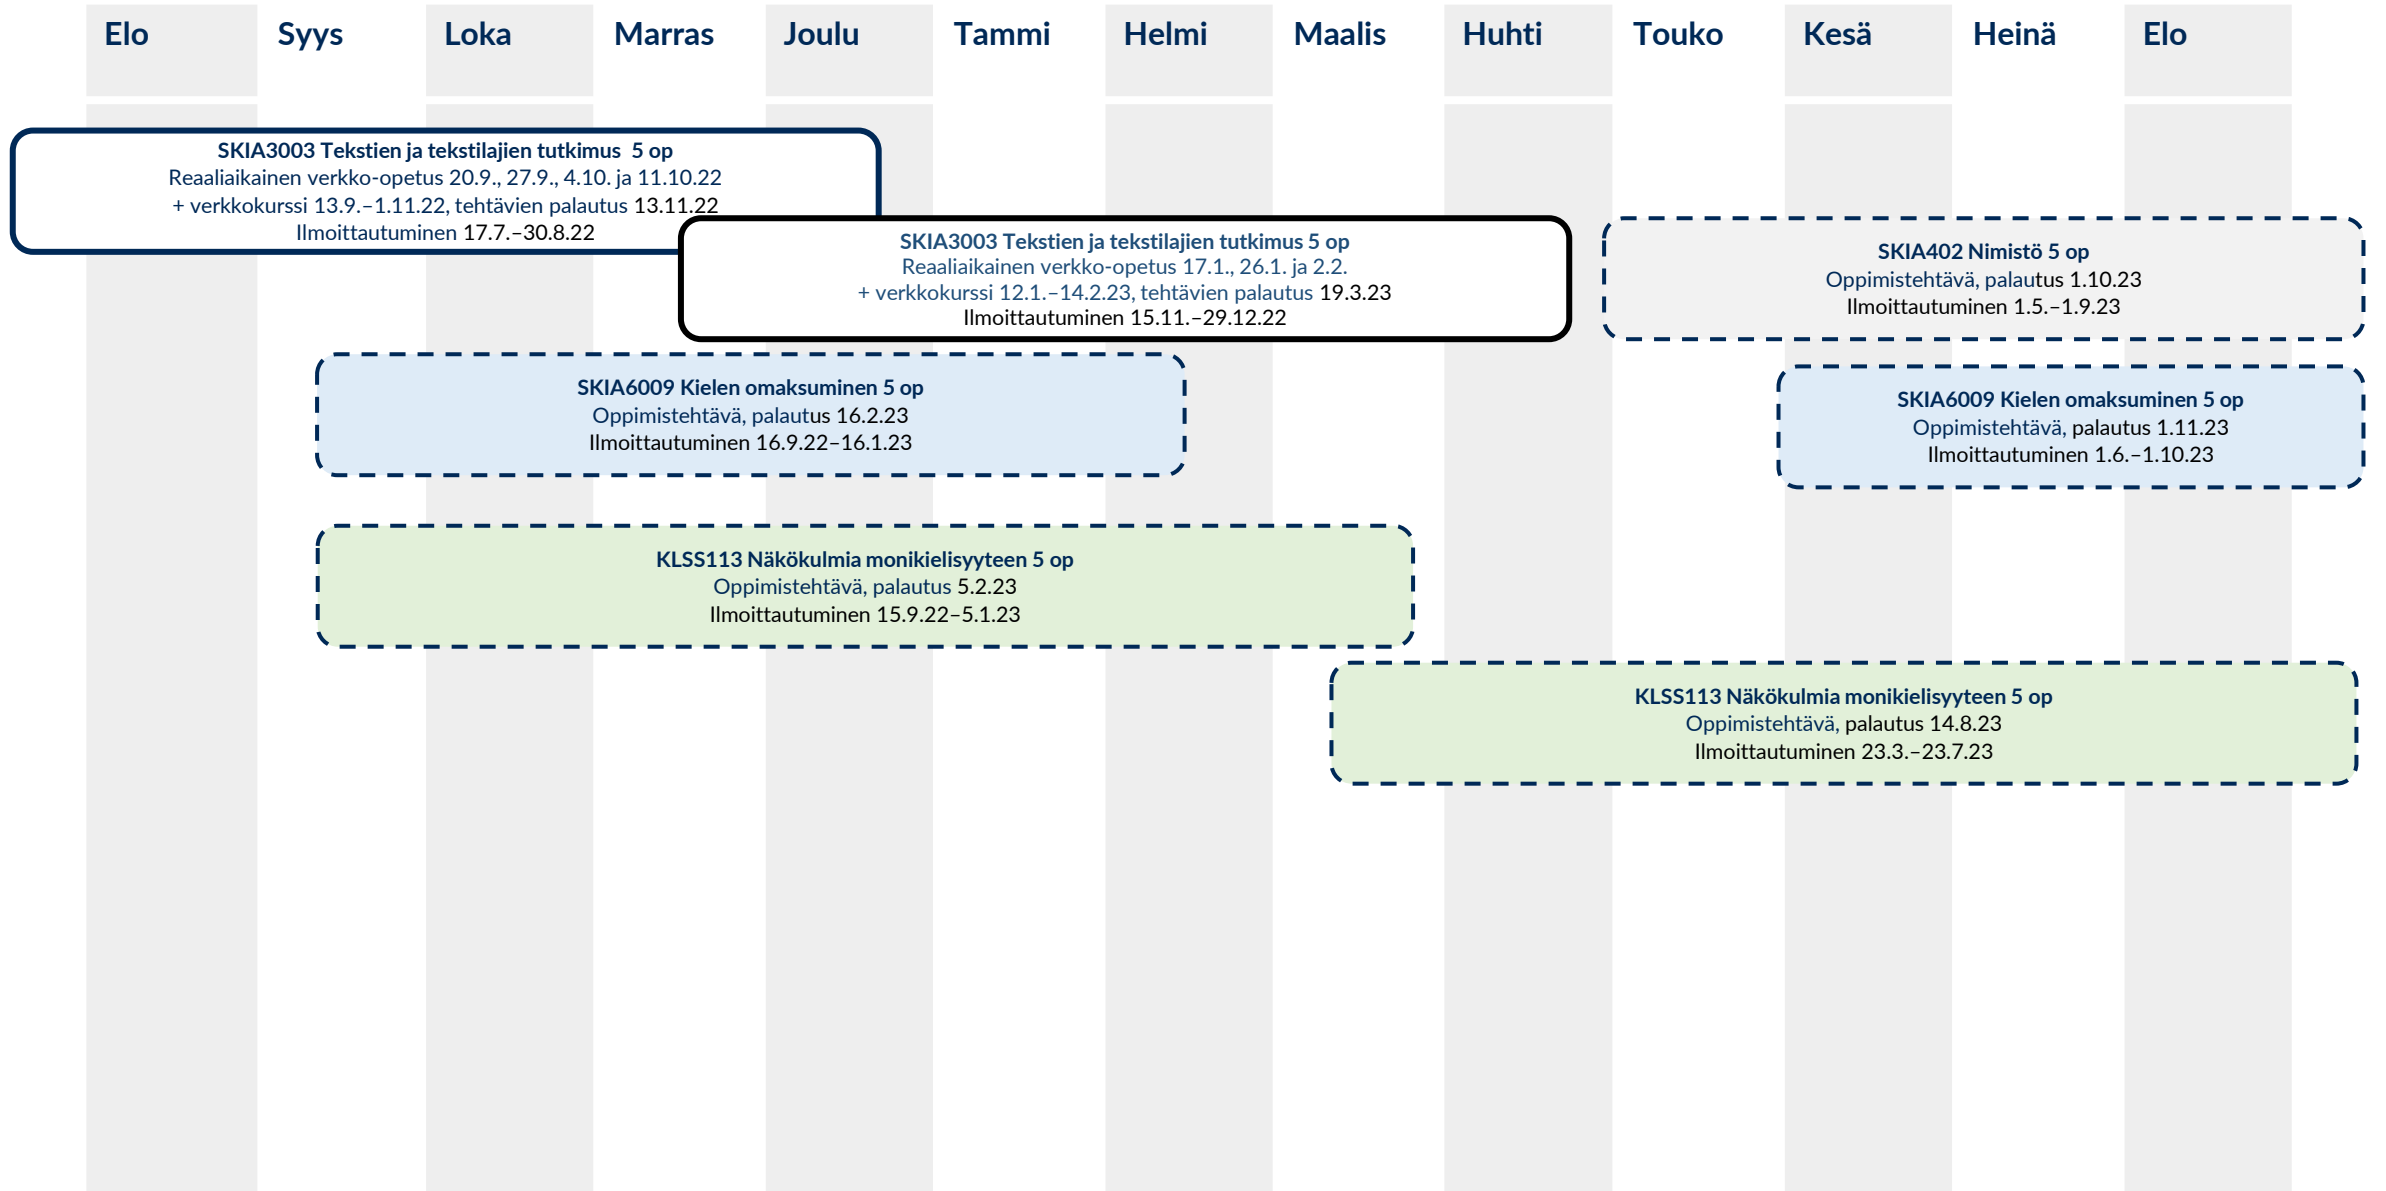 Elo Syys Loka Marras Joulu Tammi Helmi Maalis Huhti Touko Kesä Heinä Elo
SKIA3003 Tekstien ja tekstilajien tutkimus  5 op
Reaaliaikainen verkko-opetus 20.9., 27.9., 4.10. ja 11.10.22
+ verkkokurssi 13.9.–1.11.22, tehtävien palautus 13.11.22
Ilmoittautuminen 17.7.–30.8.22
SKIA3003 Tekstien ja tekstilajien tutkimus 5 op
Reaaliaikainen verkko-opetus 17.1., 26.1. ja 2.2.
+ verkkokurssi 12.1.–14.2.23, tehtävien palautus 19.3.23
Ilmoittautuminen 15.11.–29.12.22
SKIA402 Nimistö 5 op
Oppimistehtävä, palautus 1.10.23
Ilmoittautuminen 1.5.–1.9.23
SKIA6009 Kielen omaksuminen 5 op
Oppimistehtävä, palautus 16.2.23
Ilmoittautuminen 16.9.22–16.1.23
SKIA6009 Kielen omaksuminen 5 op
Oppimistehtävä, palautus 1.11.23
Ilmoittautuminen 1.6.–1.10.23
KLSS113 Näkökulmia monikielisyyteen 5 op
Oppimistehtävä, palautus 5.2.23
Ilmoittautuminen 15.9.22–5.1.23
KLSS113 Näkökulmia monikielisyyteen 5 op
Oppimistehtävä, palautus 14.8.23
Ilmoittautuminen 23.3.–23.7.23